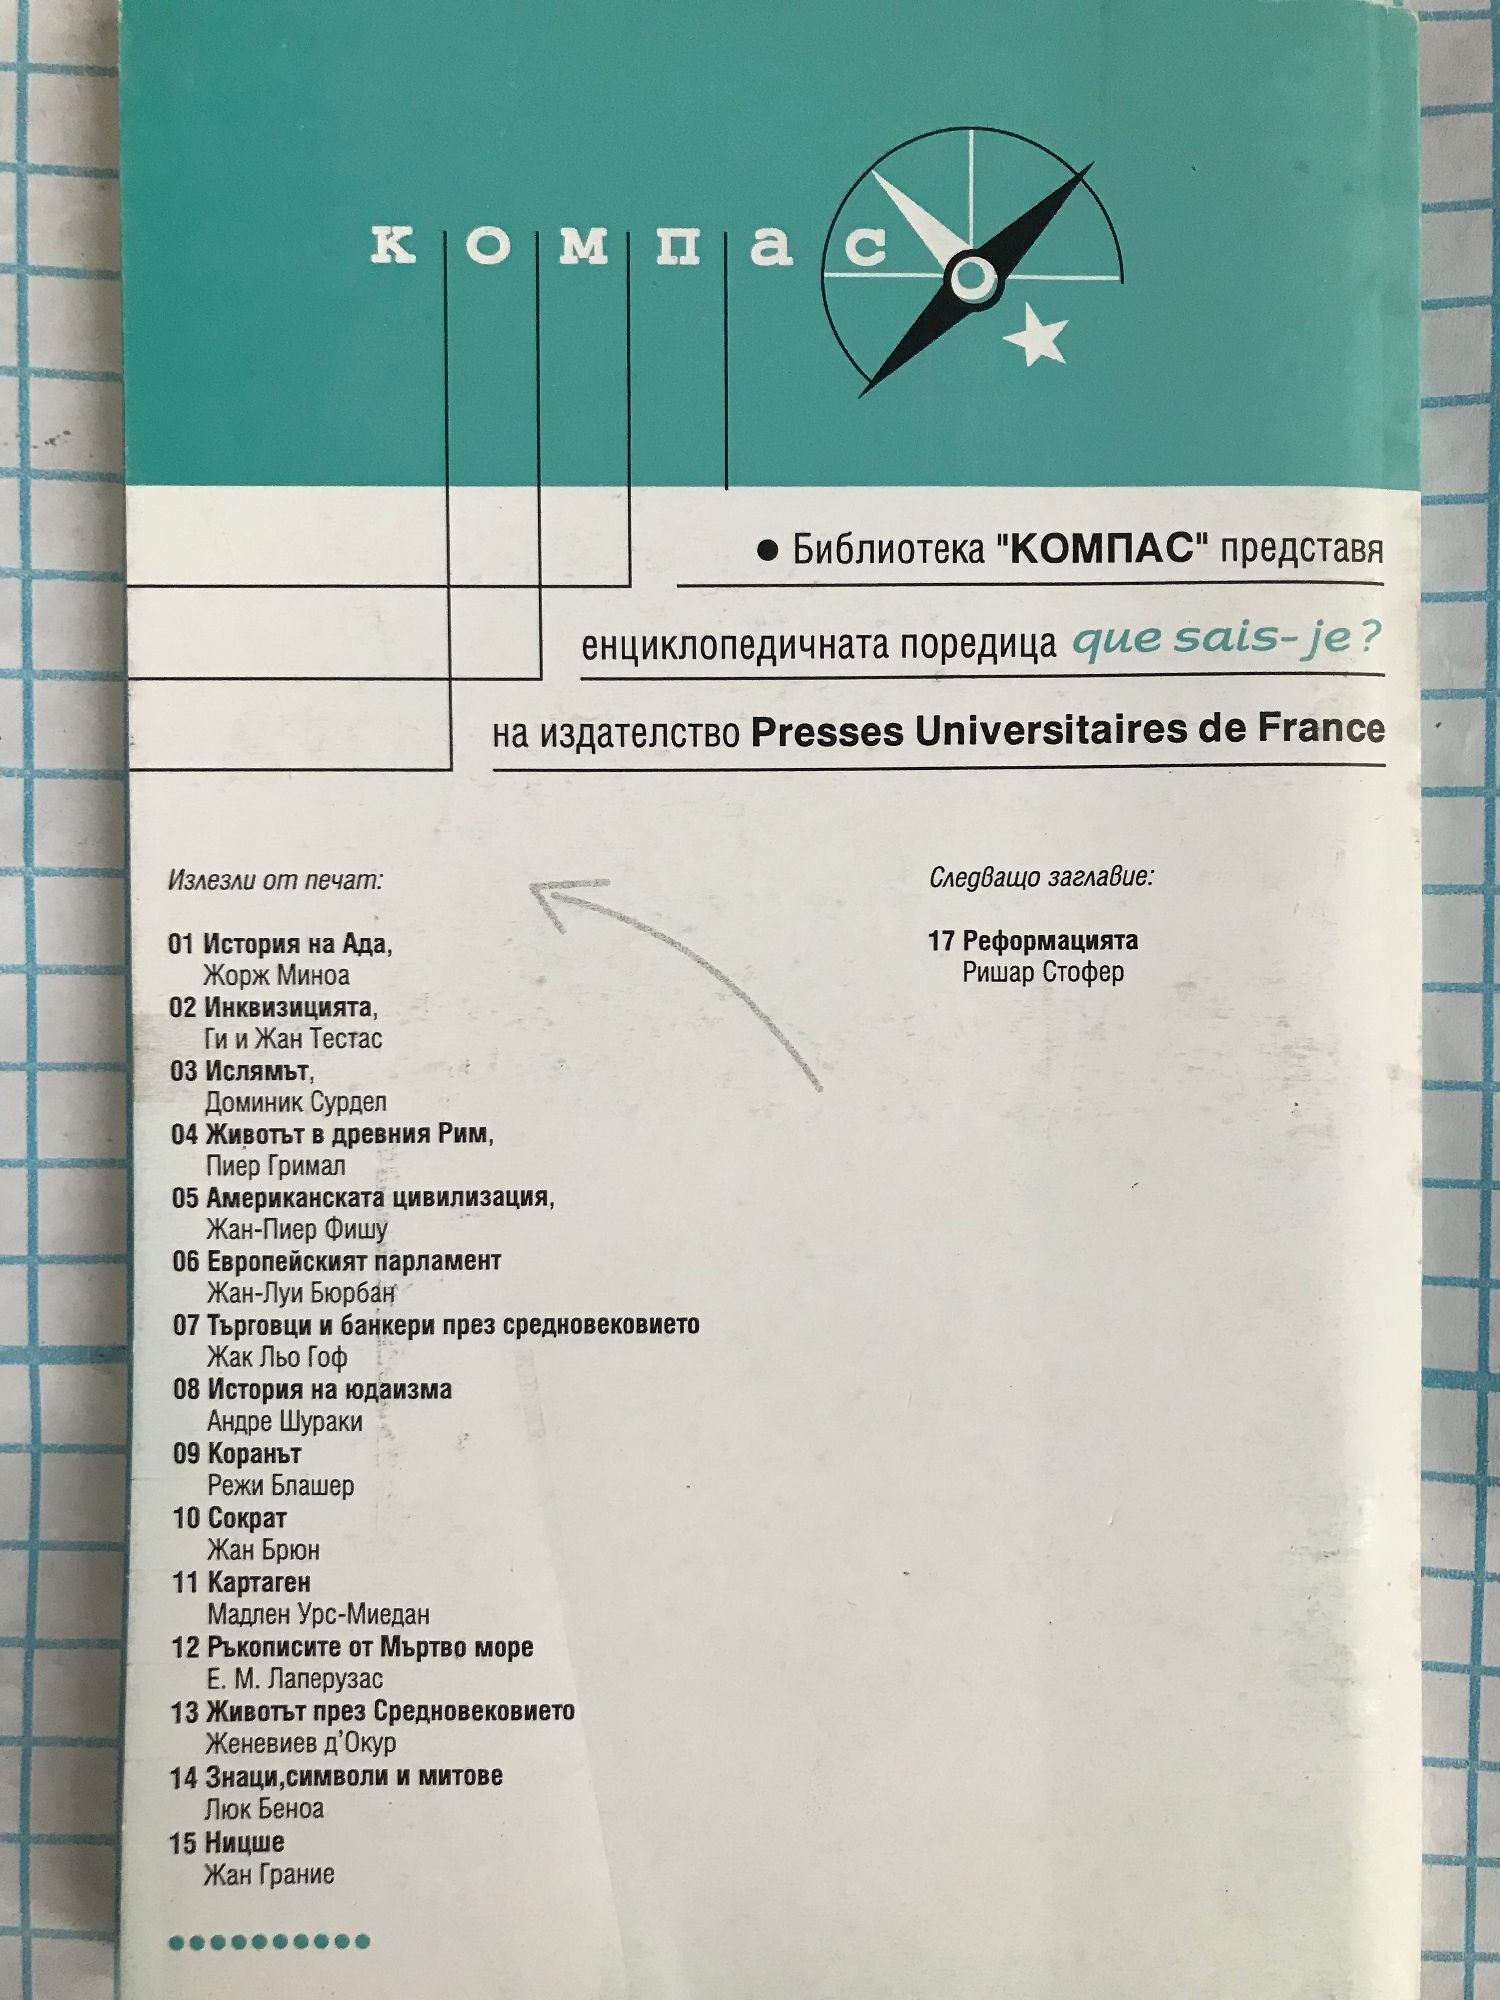 компас
● Библиотека "КОМПАС" представя
енциклопедичната поредица que sais-je?
на издателство Presses Universitaires de France
Излезли от печат:
01 История на Ада,
Жорж Миноа
02 Инквизицията,
Ги и Жан Тестас
03 Ислямът,
Доминик Сурдел
04 Животът в древния Рим,
Пиер Гримал
05 Американската цивилизация,
Жан-Пиер Фишу
06 Европейският парламент
Жан-Луи Бюрбан
07 Търговци и банкери през средновековието
Жак Льо Гоф
08 История на юдаизма
Андре Шураки
09 Коранът
Режи Блашер
10 Сократ
Жан Брюн
11 Картаген
Мадлен Урс-Миедан
12 Ръкописите от Мъртво море
Е. М. Лаперузас
13 Животът през Средновековието
Женевиев д'Окур
14 Знаци,символи и митове
Люк Беноа
15 Ницше
Жан Грание
Следващо заглавие:
17 Реформацията
Ришар Стофер